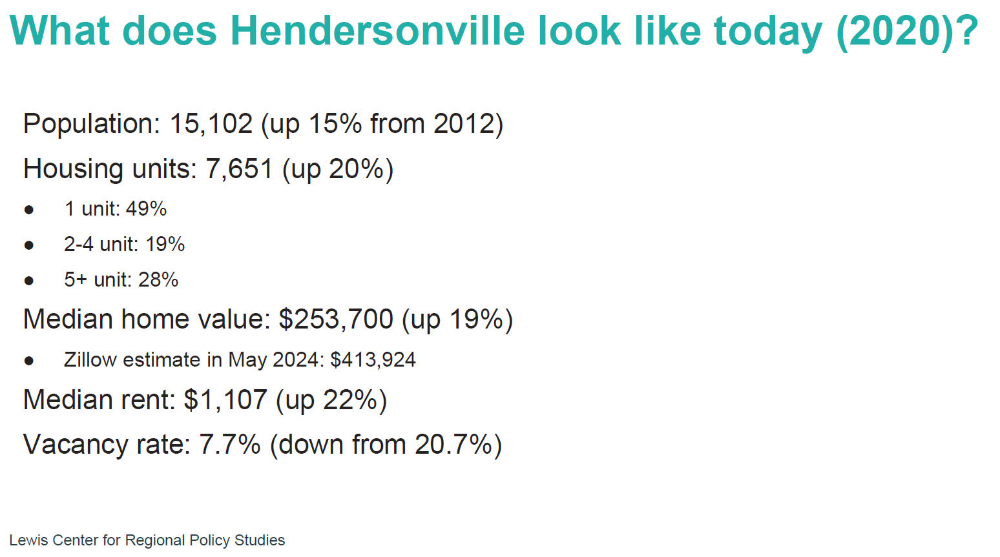 What does Hendersonville look like today (2020)?
Population: 15,102 (up 15% from 2012)
Housing units: 7,651 (up 20%)
● 1 unit: 49%
● 2-4 unit: 19%
● 5+ unit: 28%
Median home value: $253,700 (up 19%)
● Zillow estimate in May 2024: $413,924
Median rent: $1,107 (up 22%)
Vacancy rate: 7.7% (down from 20.7%)
Lewis Center for Regional Policy Studies